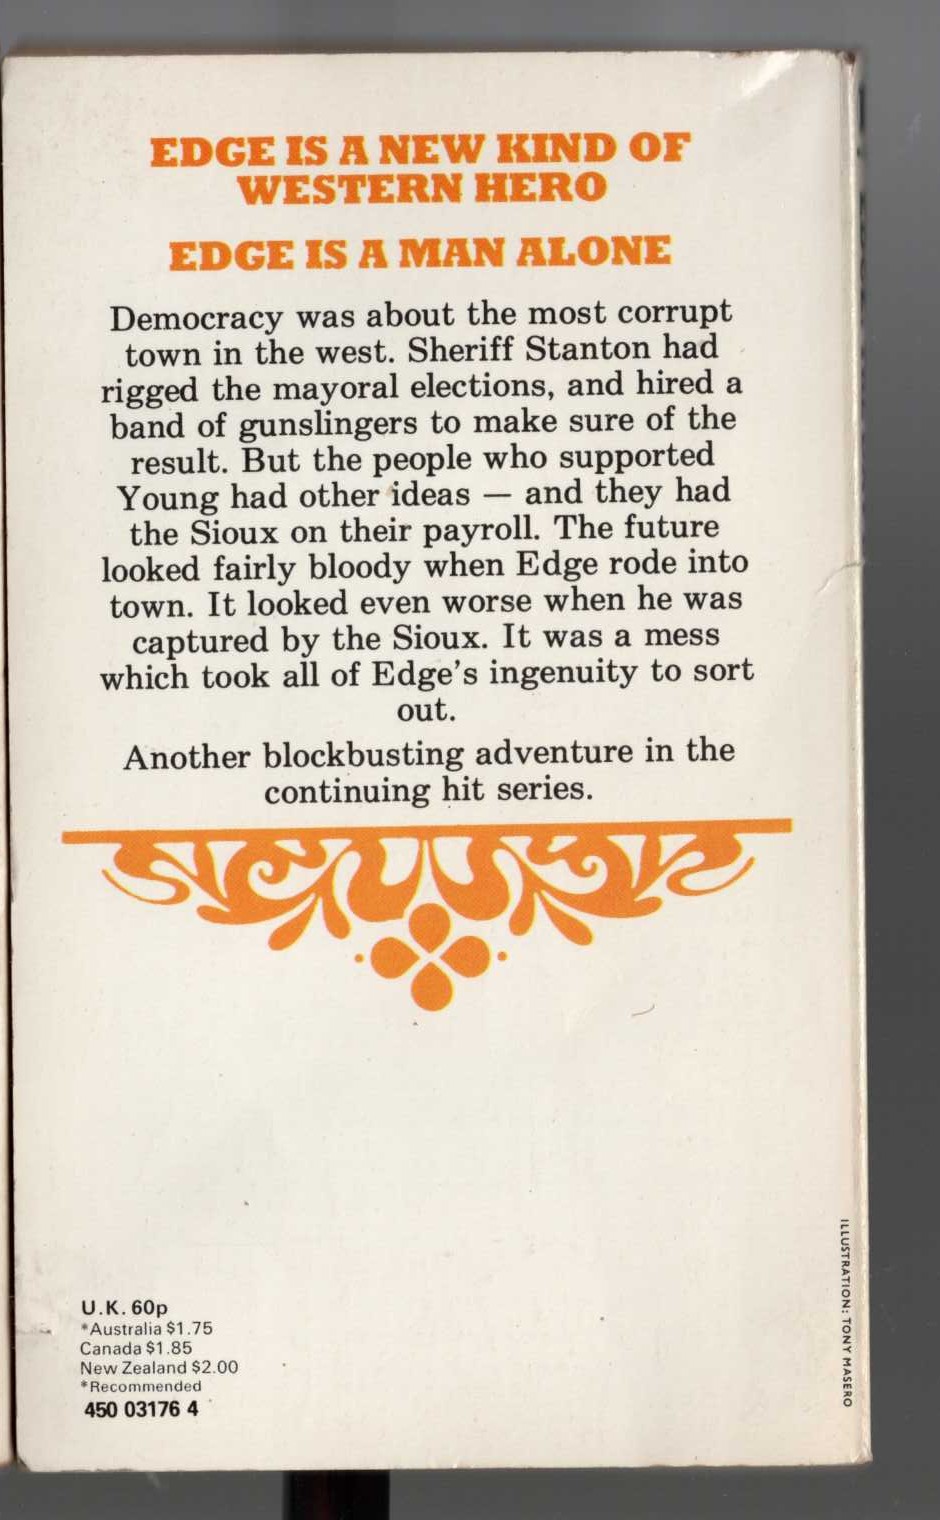 EDGE IS A NEW KIND OF
WESTERN HERO
EDGE IS A MAN ALONE
Democracy was about the most corrupt
town in the west. Sheriff Stanton had
rigged the mayoral elections, and hired a
band of gunslingers to make sure of the
result. But the people who supported
Young had other ideas — and they had
the Sioux on their payroll. The future
looked fairly bloody when Edge rode into
town. It looked even worse when he was
captured by the Sioux. It was a mess
which took all of Edge's ingenuity to sort
out.
Another blockbusting adventure in the
continuing hit series.
U.K. 60p
*Australia $1.75
Canada $1.85
New Zealand $2.00
*Recommended
450 03176 4
ILLUSTRATION: TONY MASERO